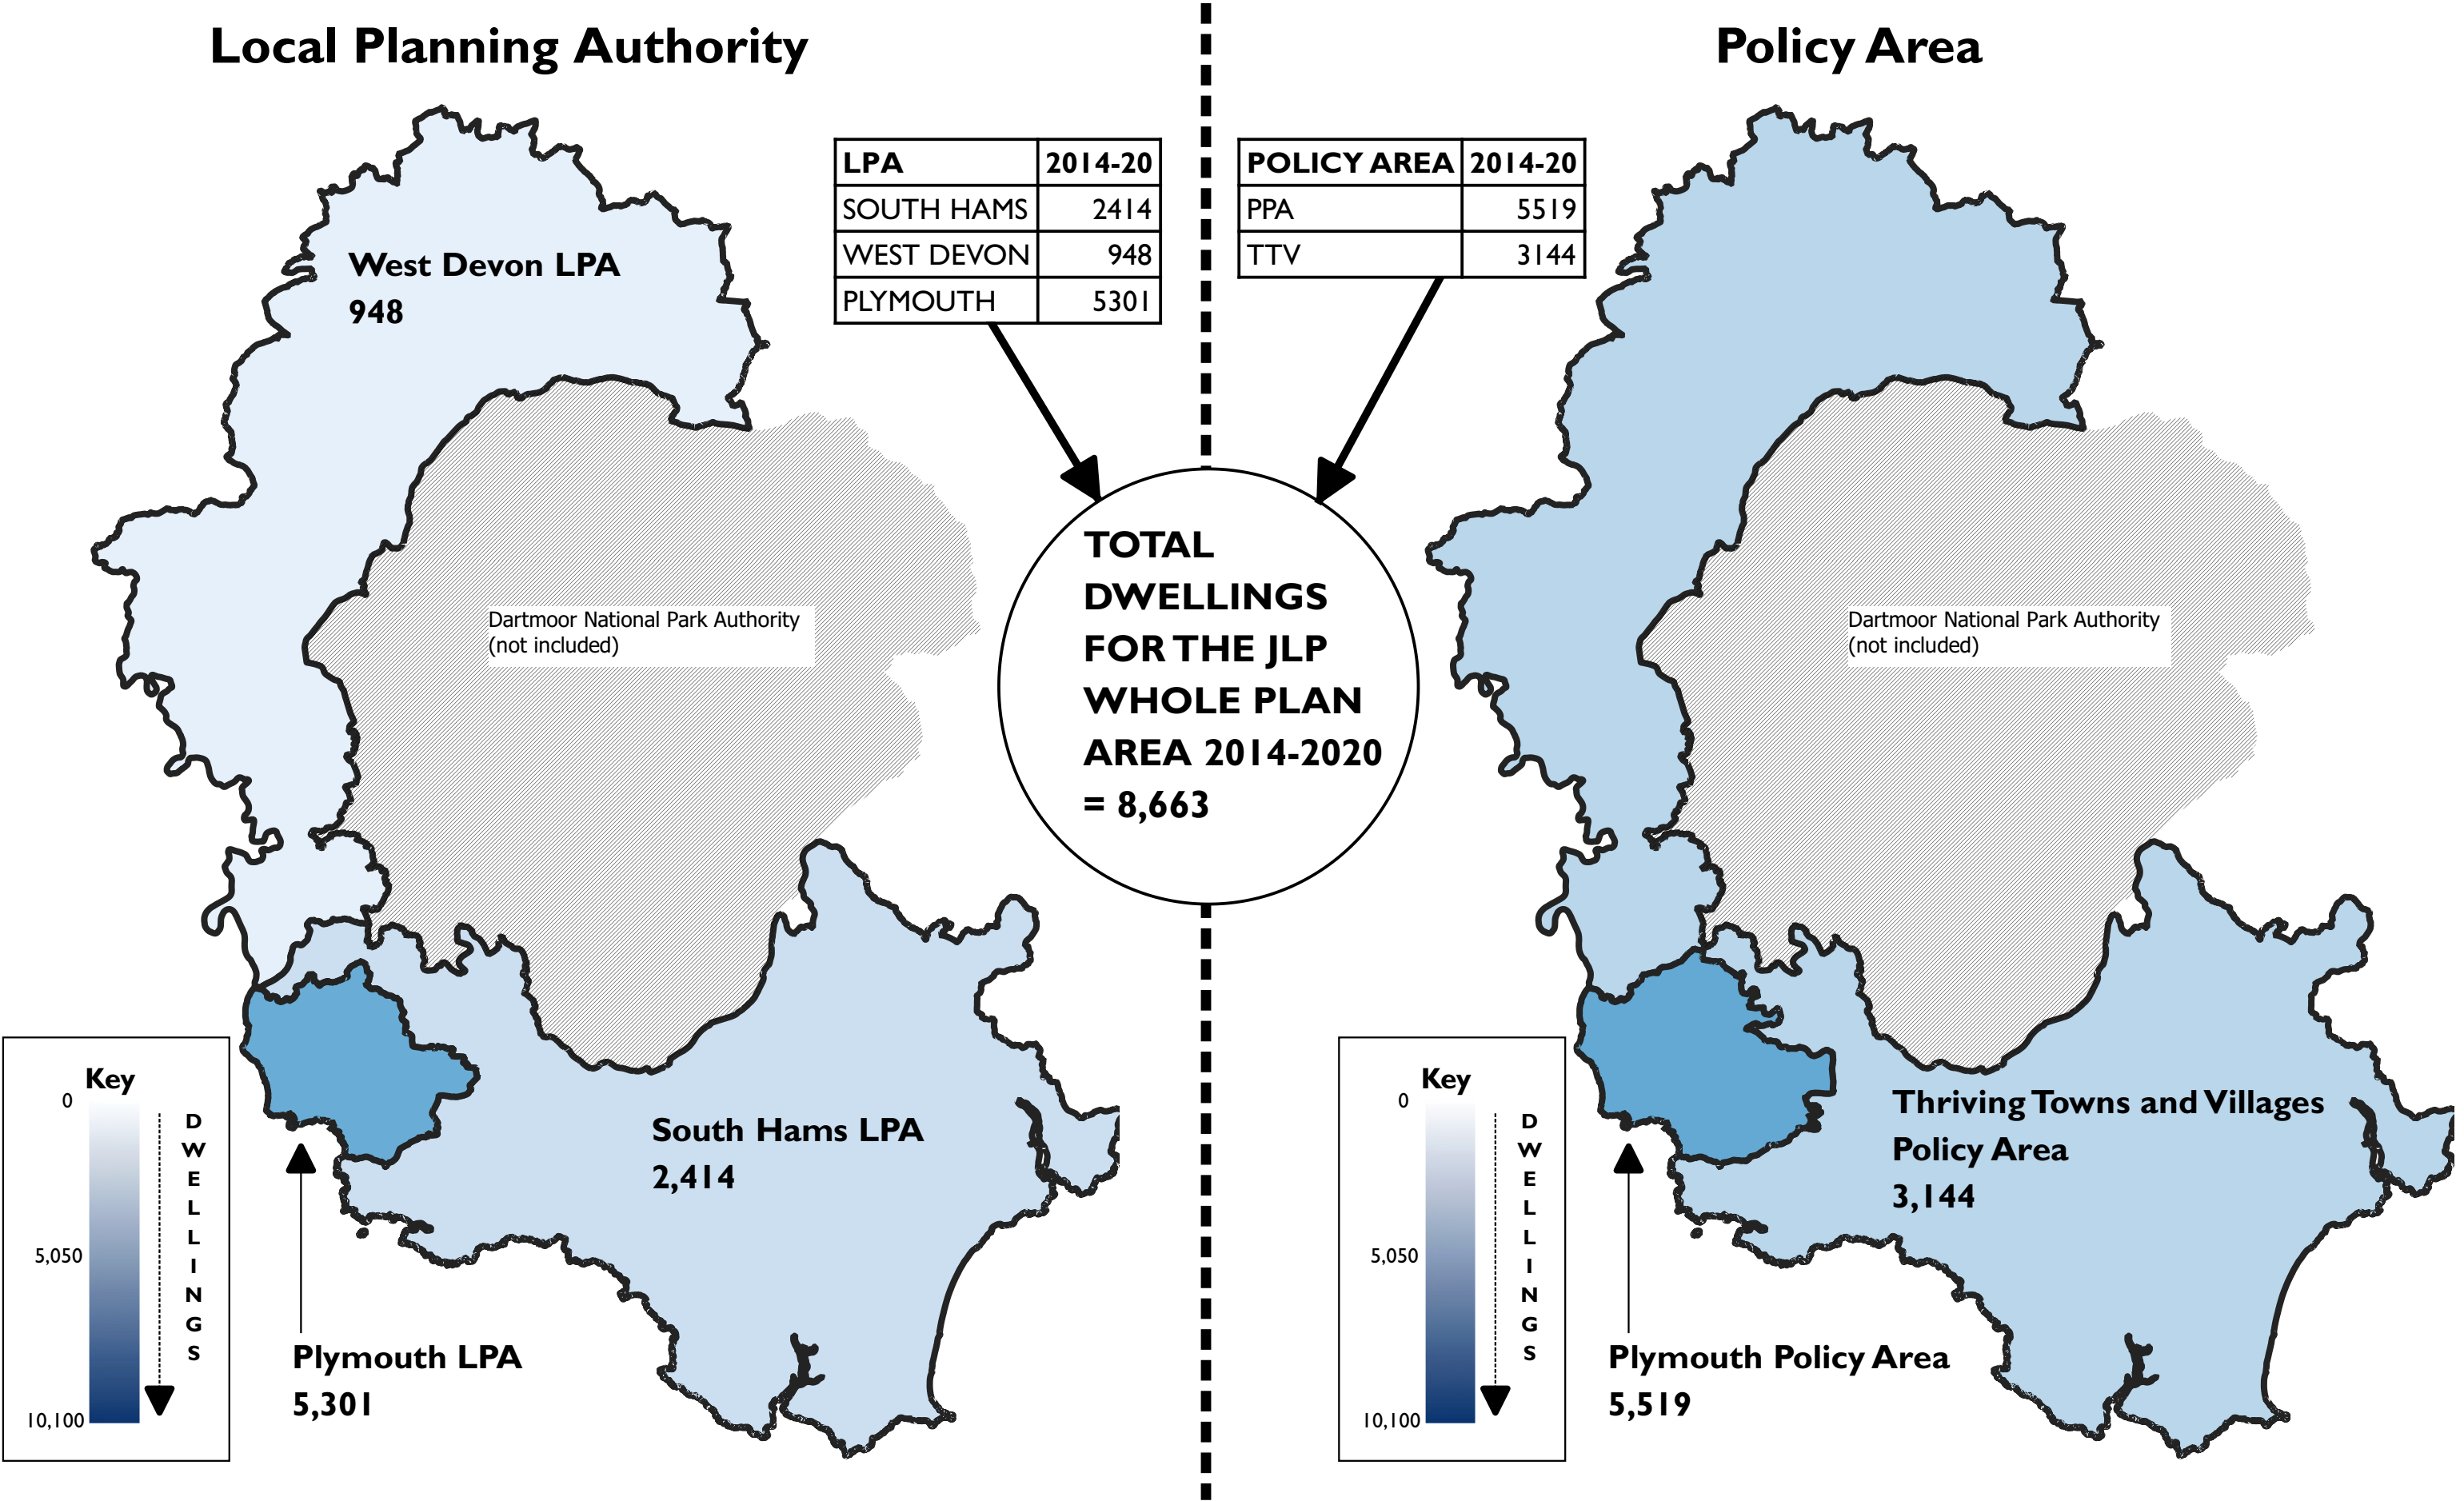 Local Planning Authority
Policy Area
LPA 2014-20
SOUTH HAMS 2414
WEST DEVON 948
PLYMOUTH 5301
POLICY AREA 2014-20
PPA 5519
TTV 3144
West Devon LPA
948
Dartmoor National Park Authority
(not included)
TOTAL
DWELLINGS
FOR THE JLP
WHOLE PLAN
AREA 2014-2020
= 8,663
Dartmoor National Park Authority
(not included)
Key
0
5,050
10,100
DWELLINGS
South Hams LPA
2,414
Plymouth LPA
5,301
Key
0
5,050
10,100
DWELLINGS
Thriving Towns and Villages
Policy Area
3,144
Plymouth Policy Area
5,519